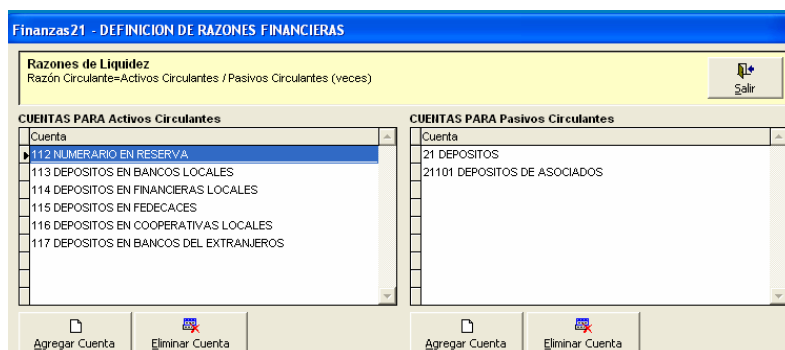 Finanzas21 - DEFINICION DE RAZONES FINANCIERAS
Razones de Liquidez
Razón Circulante=Activos Circulantes / Pasivos Circulantes (veces)
Salir
CUENTAS PARA Activos Circulantes
Cuenta
112 NUMERARIO EN RESERVA
113 DEPOSITOS EN BANCOS LOCALES
114 DEPOSITOS EN FINANCIERAS LOCALES
115 DEPOSITOS EN FEDECACES
116 DEPOSITOS EN COOPERATIVAS LOCALES
117 DEPOSITOS EN BANCOS DEL EXTRANJEROS
Agregar Cuenta
Eliminar Cuenta
CUENTAS PARA Pasivos Circulantes
Cuenta
21 DEPOSITOS
21101 DEPOSITOS DE ASOCIADOS
Agregar Cuenta
Eliminar Cuenta